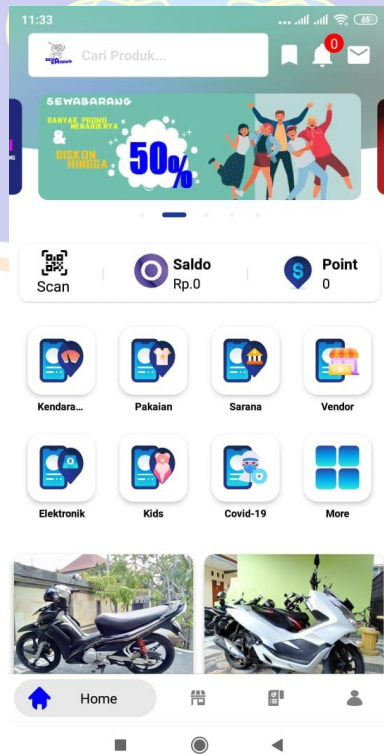 11:33
65
Cari Produk...
0
SEWABARANG
BANYAK PROMO
MENARIKNYA
&
DISKON
HINGGA
50%
Scan
Saldo
Rp.0
Point
0
Kendara...
Pakaian
Sarana
Vendor
Elektronik
Kids
Covid-19
More
Home